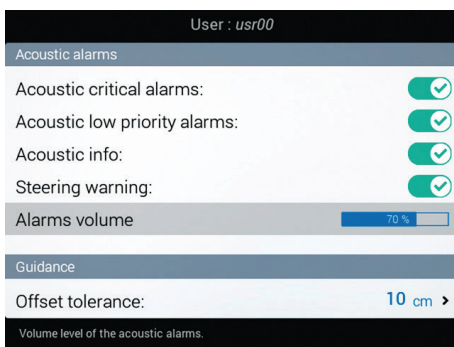 User : usr00
Acoustic alarms
Acoustic critical alarms:
Acoustic low priority alarms:
Acoustic info:
Steering warning:
Alarms volume 70 %
Guidance
Offset tolerance: 10 cm >
Volume level of the acoustic alarms.